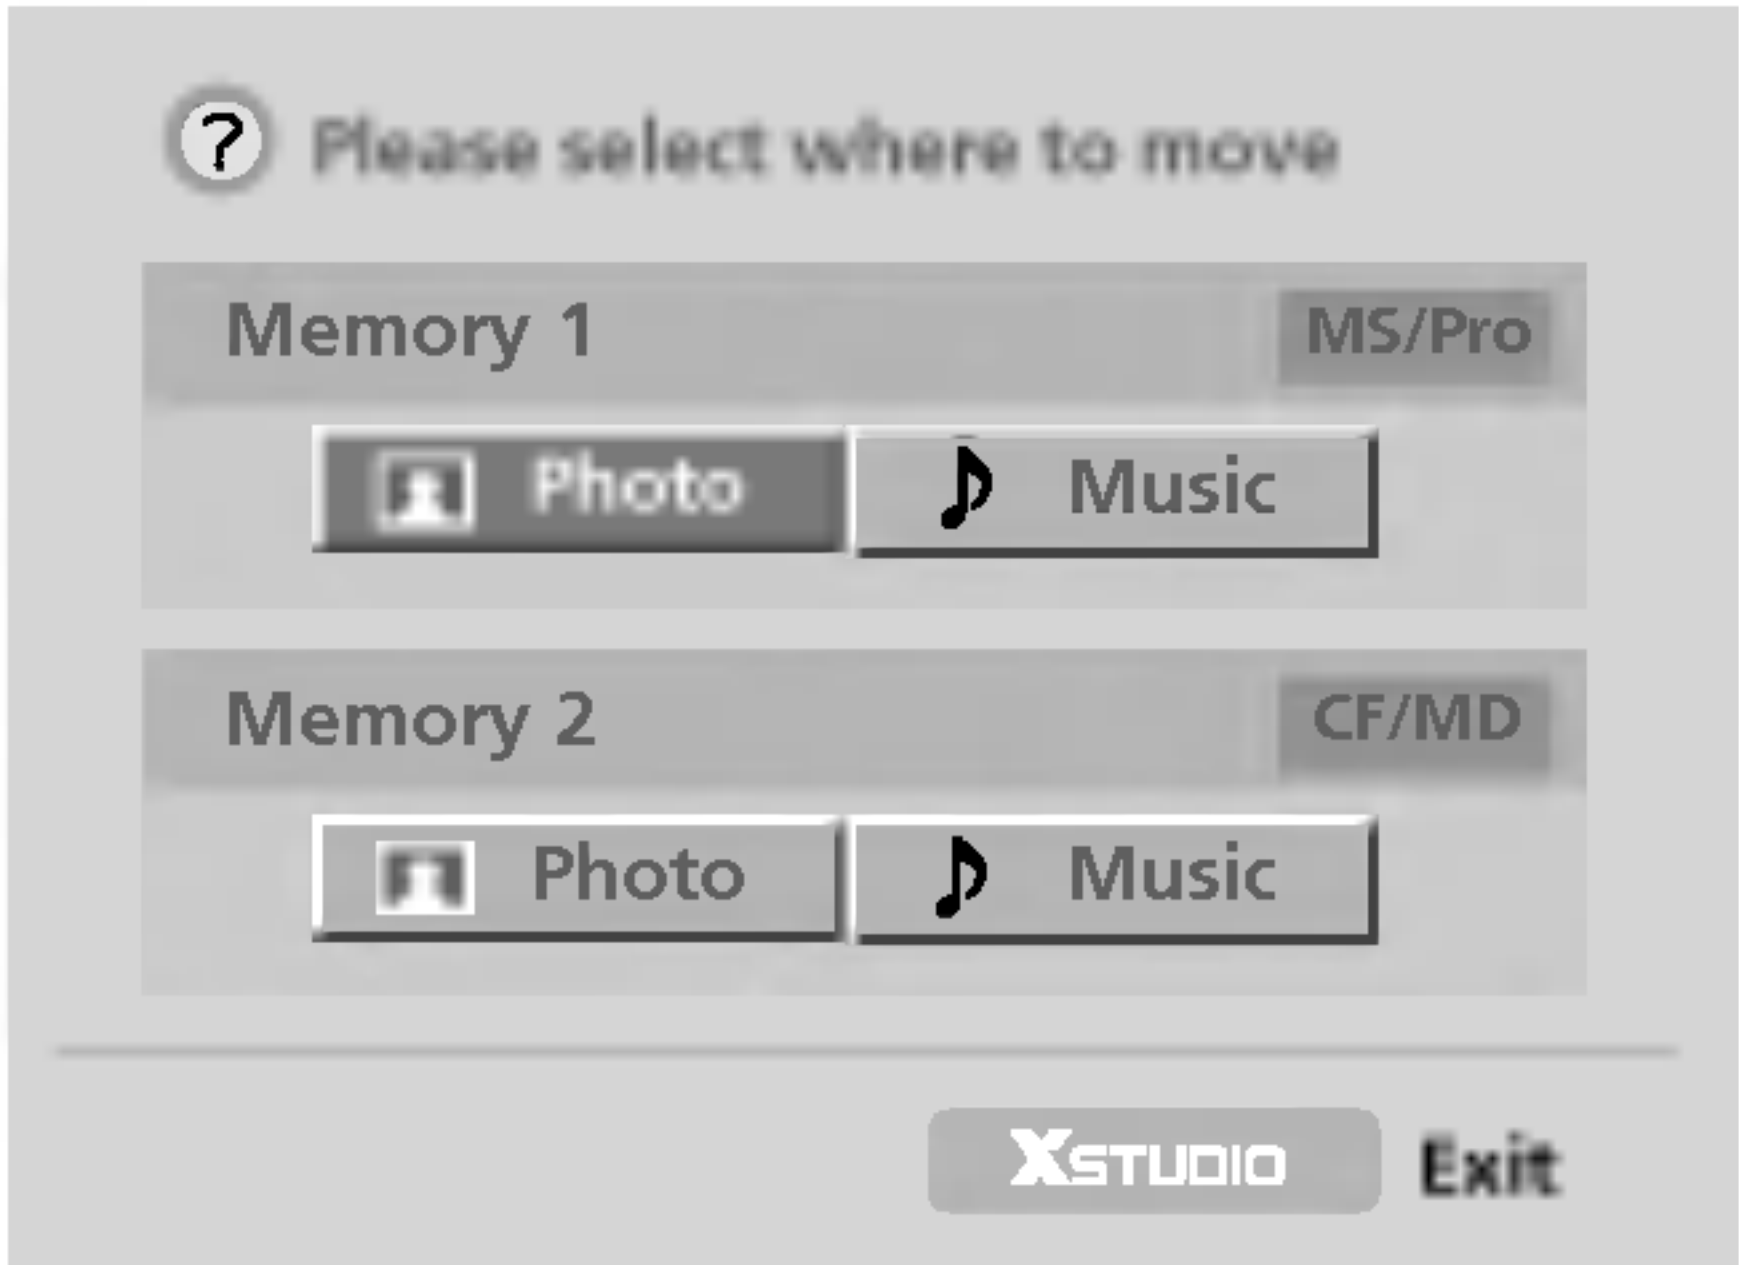 ? Please select where to move
Memory 1 MS/Pro
Photo Music
Memory 2 CF/MD
Photo Music
XSTUDIO Exit